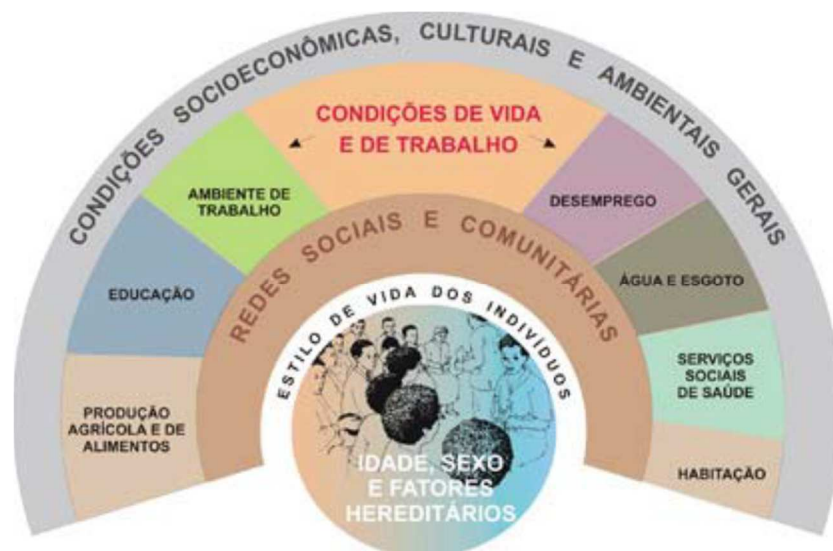 CONDIÇÕES SOCIOECONÔMICAS, CULTURAIS E AMBIENTAIS GERAIS
CONDIÇÕES DE VIDA
E DE TRABALHO
AMBIENTE DE
TRABALHO
DESEMPREGO
REDES SOCIAIS E COMUNITÁRIAS
EDUCAÇÃO
ÁGUA E ESGOTO
ESTILO DE VIDA DOS INDIVÍDUOS
SERVIÇOS
SOCIAIS
DE SAÚDE
PRODUÇÃO
AGRÍCOLA E DE
ALIMENTOS
HABITAÇÃO
IDADE, SEXO
E FATORES
HEREDITÁRIOS